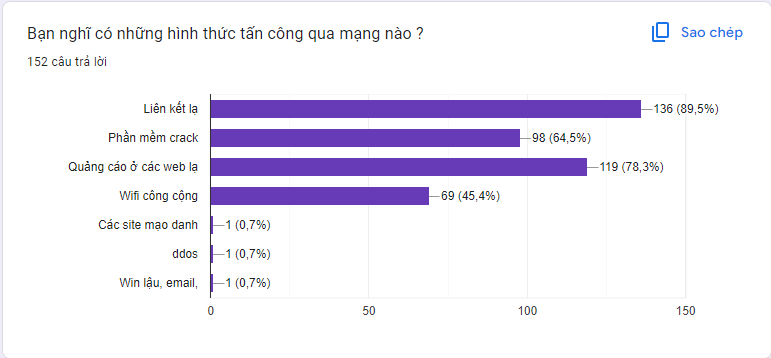 Bạn nghĩ có những hình thức tấn công qua mạng nào ?
Sao chép
152 câu trả lời
Liên kết lạ 136 (89,5%)
Phần mềm crack 98 (64,5%)
Quảng cáo ở các web lạ 119 (78,3%)
Wifi công cộng 69 (45,4%)
Các site mạo danh 1 (0,7%)
ddos 1 (0,7%)
Win lậu, email, 1 (0,7%)
0 50 100 150